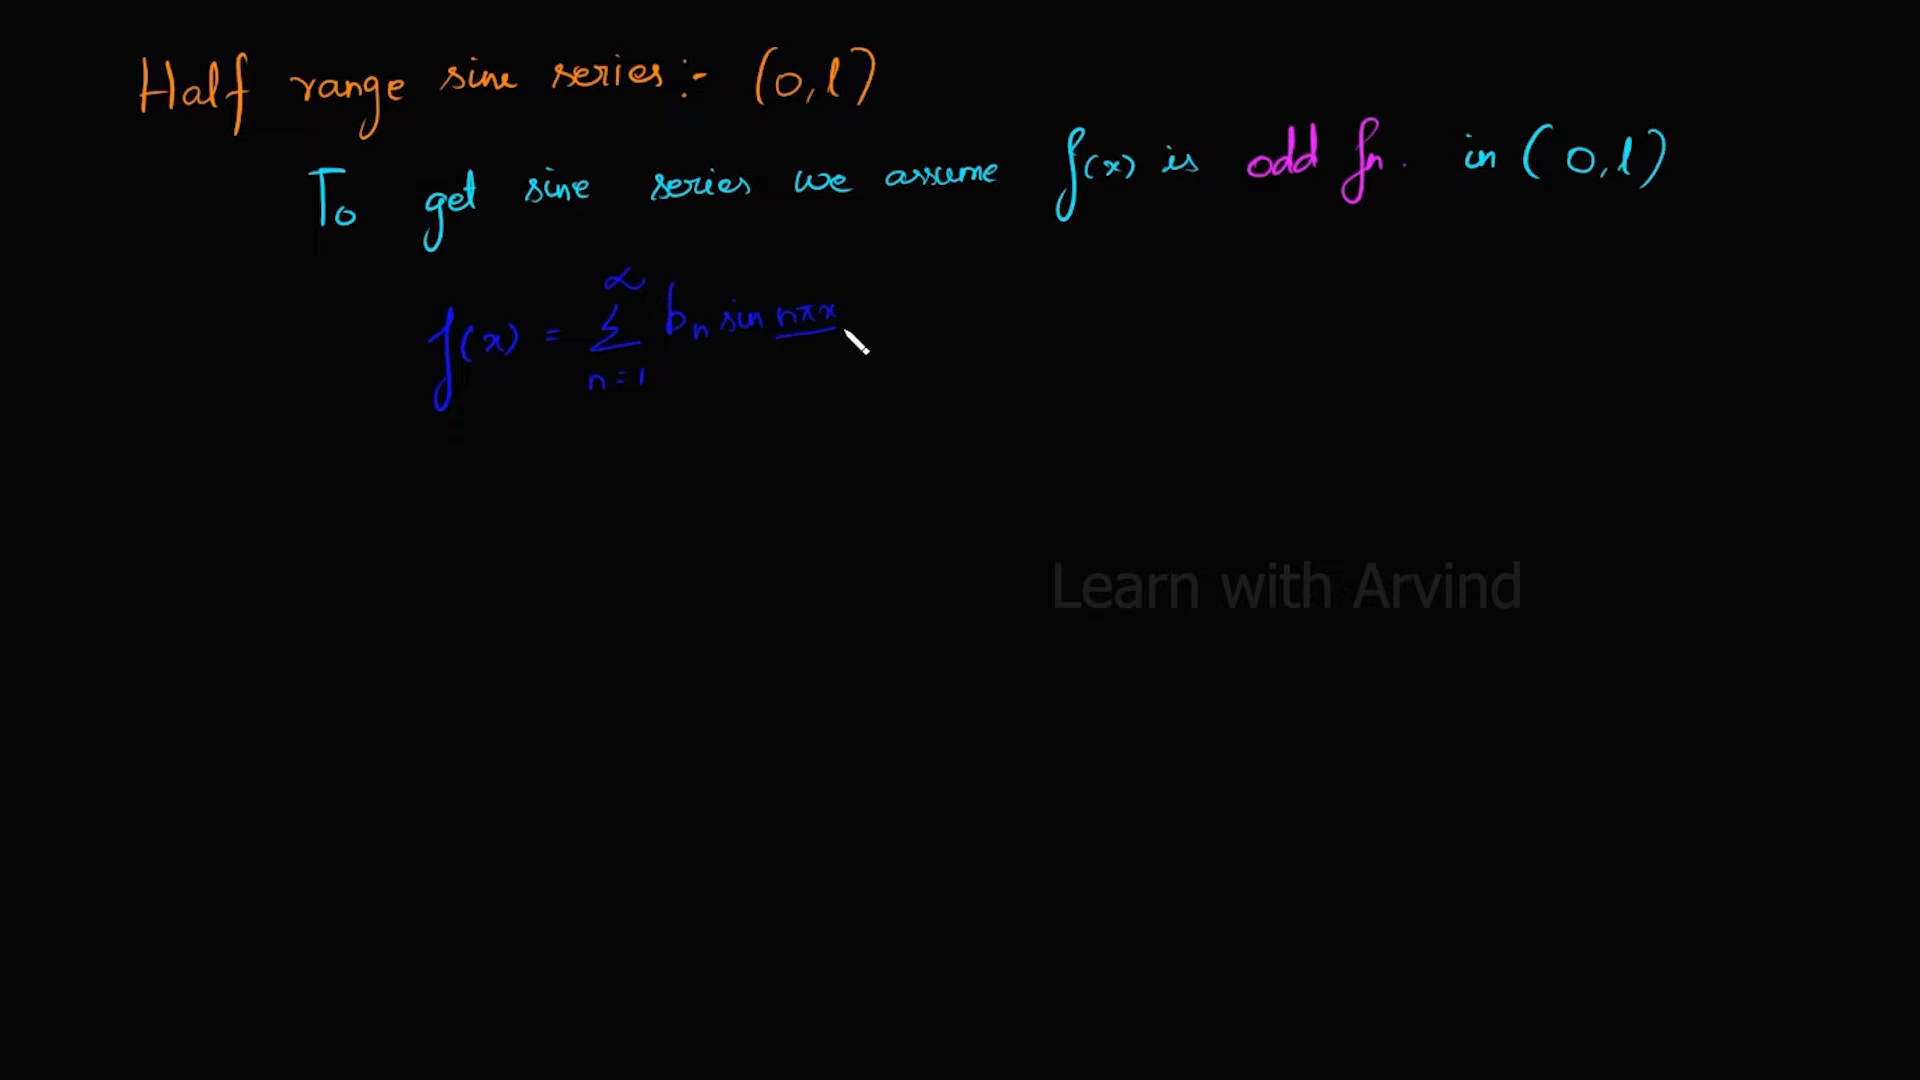 Half range sine series:- (0,l)
To get sine series we assume f(x) is odd fn. in (0,l)
∞
f(x) = Σ bn sin nπx
n=1
Learn with Arvind